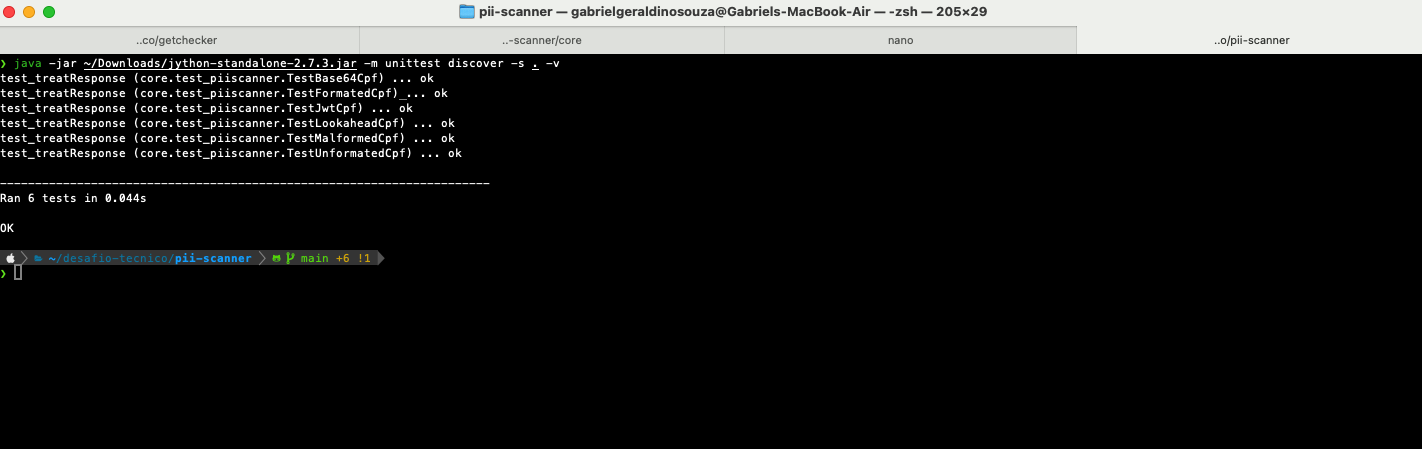 pii-scanner — gabrielgeraldinosouza@Gabriels-MacBook-Air — -zsh — 205×29
..co/getchecker ..-scanner/core nano ..o/pii-scanner
❯ java -jar ~/Downloads/jython-standalone-2.7.3.jar -m unittest discover -s . -v
test_treatResponse (core.test_piiscanner.TestBase64Cpf) ... ok
test_treatResponse (core.test_piiscanner.TestFormatedCpf)_... ok
test_treatResponse (core.test_piiscanner.TestJwtCpf) ... ok
test_treatResponse (core.test_piiscanner.TestLookaheadCpf) ... ok
test_treatResponse (core.test_piiscanner.TestMalformedCpf) ... ok
test_treatResponse (core.test_piiscanner.TestUnformatedCpf) ... ok
----------------------------------------------------------------------
Ran 6 tests in 0.044s
OK
~/desafio-tecnico/pii-scanner main +6 !1
❯